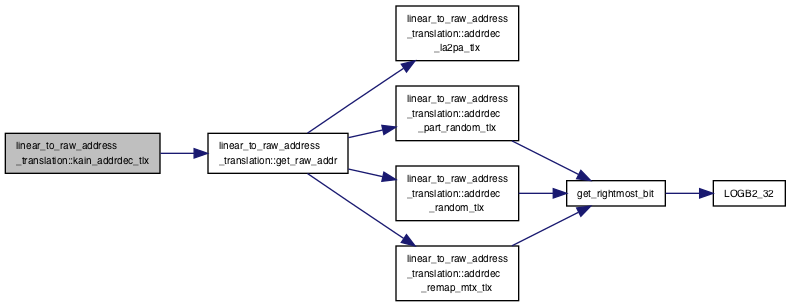 linear_to_raw_address
_translation::kain_addrdec_tlx
linear_to_raw_address
_translation::get_raw_addr
linear_to_raw_address
_translation::addrdec
_la2pa_tlx
linear_to_raw_address
_translation::addrdec
_part_random_tlx
linear_to_raw_address
_translation::addrdec
_random_tlx
linear_to_raw_address
_translation::addrdec
_remap_mtx_tlx
get_rightmost_bit
LOGB2_32